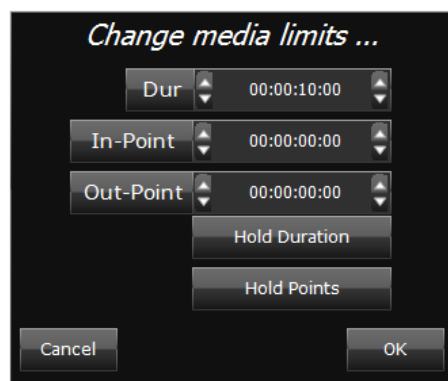 Change media limits ...
Dur 00:00:10:00
In-Point 00:00:00:00
Out-Point 00:00:00:00
Hold Duration
Hold Points
Cancel OK